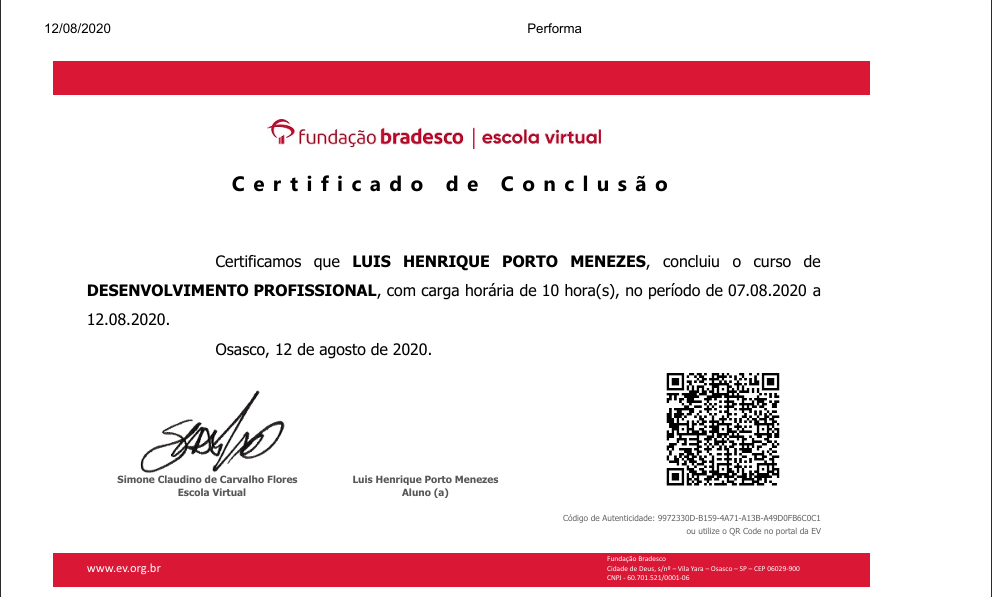 12/08/2020 Performa
fundação bradesco | escola virtual
Certificado de Conclusão
Certificamos que LUIS HENRIQUE PORTO MENEZES, concluiu o curso de
DESENVOLVIMENTO PROFISSIONAL, com carga horária de 10 hora(s), no período de 07.08.2020 a
12.08.2020.
Osasco, 12 de agosto de 2020.
Simone Claudino de Carvalho Flores
Escola Virtual
Luis Henrique Porto Menezes
Aluno (a)
Código de Autenticidade: 9972330D-B159-4A71-A13B-A49D0FB6C0C1
ou utilize o QR Code no portal da EV
www.ev.org.br
Fundação Bradesco
Cidade de Deus, s/nº – Vila Yara – Osasco – SP – CEP 06029-900
CNPJ - 60.701.521/0001-06